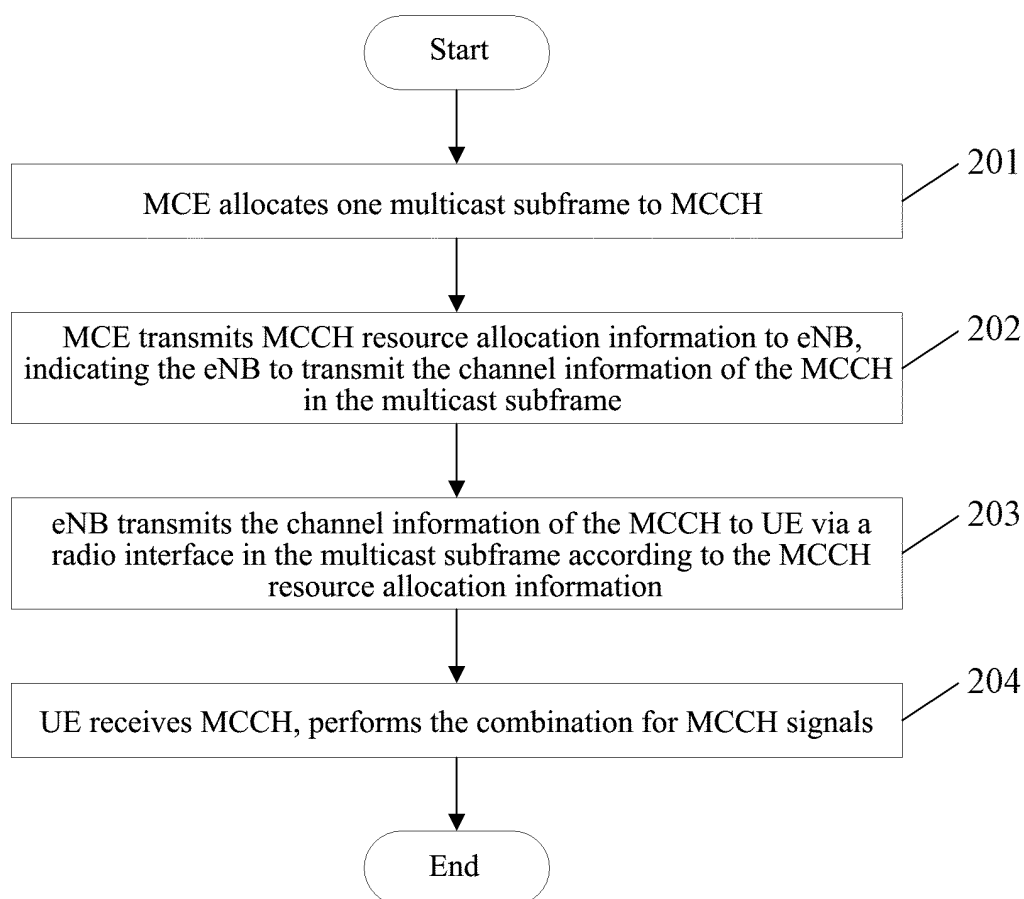 Start
201
MCE allocates one multicast subframe to MCCH
202
MCE transmits MCCH resource allocation information to eNB,
indicating the eNB to transmit the channel information of the MCCH
in the multicast subframe
203
eNB transmits the channel information of the MCCH to UE via a
radio interface in the multicast subframe according to the MCCH
resource allocation information
204
UE receives MCCH, performs the combination for MCCH signals
End